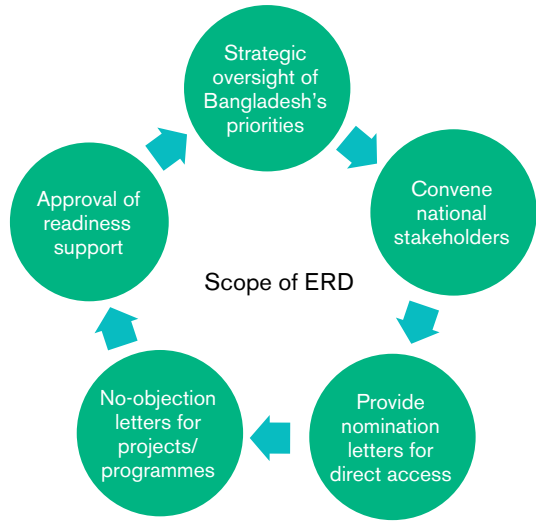 Strategic
oversight of
Bangladesh's
priorities
Convene
national
stakeholders
Provide
nomination
letters for
direct access
No-objection
letters for
projects/
programmes
Approval of
readiness
support
Scope of ERD